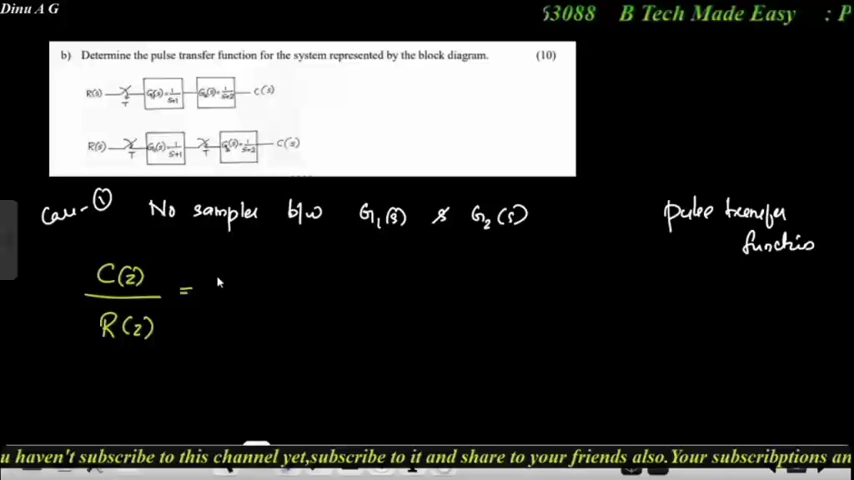 Dinu A G
53088 B Tech Made Easy : P
b) Determine the pulse transfer function for the system represented by the block diagram. (10)
R(s) T G₁(s)=1/s+1 G₂(s)=1/s+2 C(s)
R(s) T G₁(s)=1/s+1 T G₂(s)=1/s+2 C(s)
Case-① No sampler b/w G₁(s) & G₂(s)
pulse transfer
functio
C(z)
R(z)
=
u haven't subscribe to this channel yet,subscribe to it and share to your friends also.Your subscribptions an